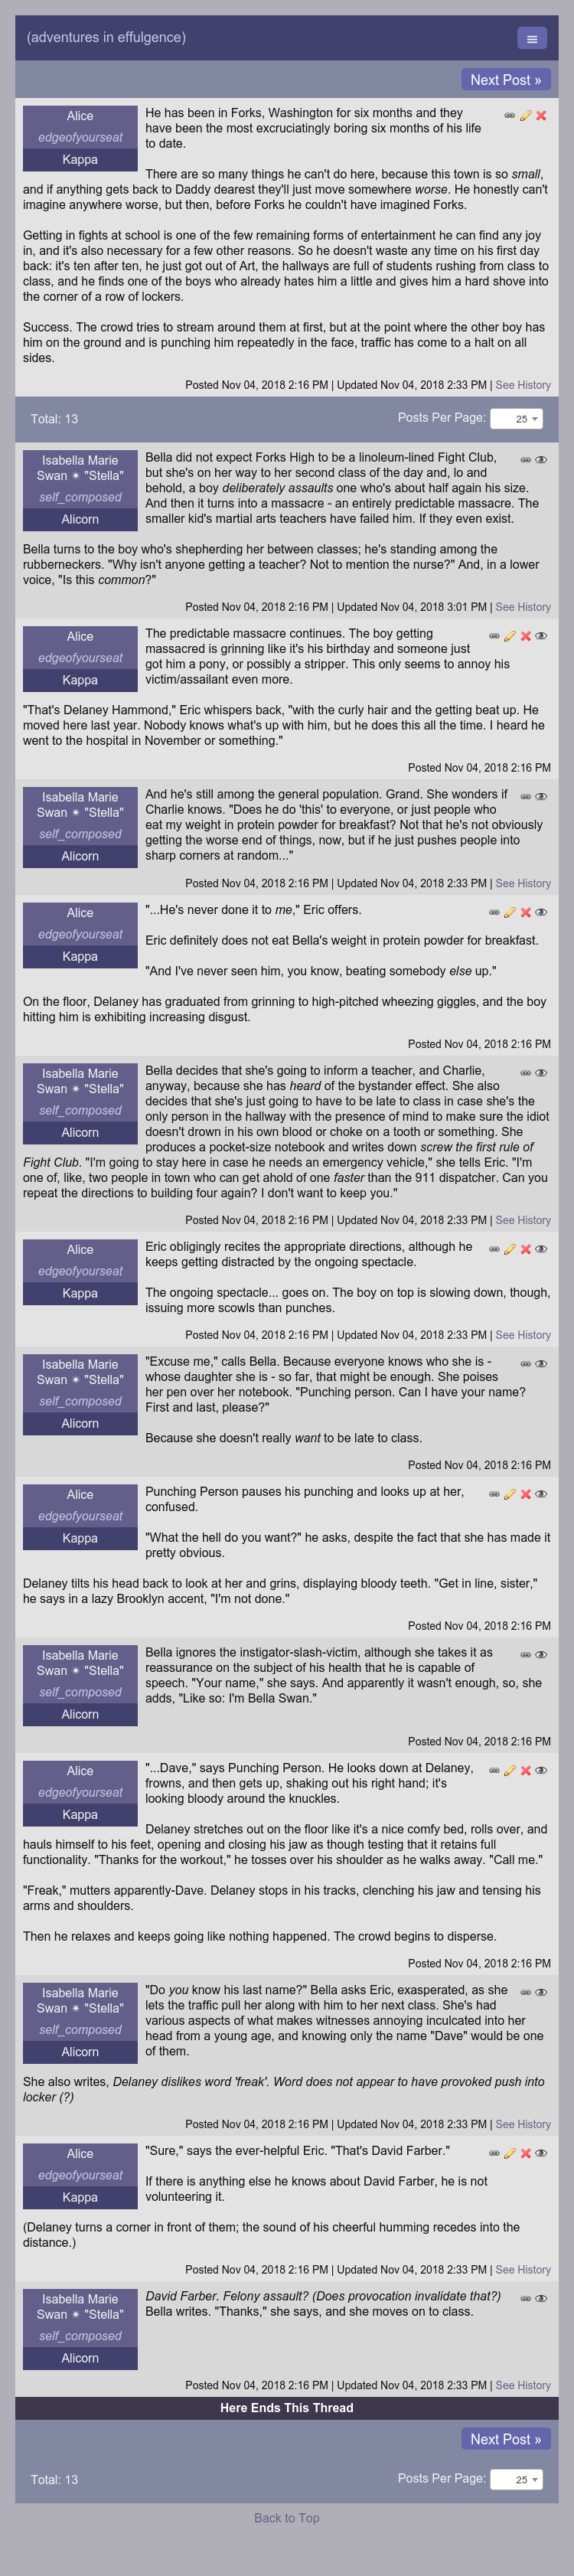 (adventures in effulgence)
Next Post »
Alice
edgeofyourseat
Kappa
He has been in Forks, Washington for six months and they
have been the most excruciatingly boring six months of his life
to date.
There are so many things he can't do here, because this town is so small,
and if anything gets back to Daddy dearest they'll just move somewhere worse. He honestly can't
imagine anywhere worse, but then, before Forks he couldn't have imagined Forks.
Getting in fights at school is one of the few remaining forms of entertainment he can find any joy
in, and it's also necessary for a few other reasons. So he doesn't waste any time on his first day
back: it's ten after ten, he just got out of Art, the hallways are full of students rushing from class to
class, and he finds one of the boys who already hates him a little and gives him a hard shove into
the corner of a row of lockers.
Success. The crowd tries to stream around them at first, but at the point where the other boy has
him on the ground and is punching him repeatedly in the face, traffic has come to a halt on all
sides.
Posted Nov 04, 2018 2:16 PM | Updated Nov 04, 2018 2:33 PM | See History
Total: 13
Posts Per Page: 25
Isabella Marie
Swan ✴ "Stella"
self_composed
Alicorn
Bella did not expect Forks High to be a linoleum-lined Fight Club,
but she's on her way to her second class of the day and, lo and
behold, a boy deliberately assaults one who's about half again his size.
And then it turns into a massacre - an entirely predictable massacre. The
smaller kid's martial arts teachers have failed him. If they even exist.
Bella turns to the boy who's shepherding her between classes; he's standing among the
rubberneckers. "Why isn't anyone getting a teacher? Not to mention the nurse?" And, in a lower
voice, "Is this common?"
Posted Nov 04, 2018 2:16 PM | Updated Nov 04, 2018 3:01 PM | See History
Alice
edgeofyourseat
Kappa
The predictable massacre continues. The boy getting
massacred is grinning like it's his birthday and someone just
got him a pony, or possibly a stripper. This only seems to annoy his
victim/assailant even more.
"That's Delaney Hammond," Eric whispers back, "with the curly hair and the getting beat up. He
moved here last year. Nobody knows what's up with him, but he does this all the time. I heard he
went to the hospital in November or something."
Posted Nov 04, 2018 2:16 PM
Isabella Marie
Swan ✴ "Stella"
self_composed
Alicorn
And he's still among the general population. Grand. She wonders if
Charlie knows. "Does he do 'this' to everyone, or just people who
eat my weight in protein powder for breakfast? Not that he's not obviously
getting the worse end of things, now, but if he just pushes people into
sharp corners at random..."
Posted Nov 04, 2018 2:16 PM | Updated Nov 04, 2018 2:33 PM | See History
Alice
edgeofyourseat
Kappa
"...He's never done it to me," Eric offers.
Eric definitely does not eat Bella's weight in protein powder for breakfast.
"And I've never seen him, you know, beating somebody else up."
On the floor, Delaney has graduated from grinning to high-pitched wheezing giggles, and the boy
hitting him is exhibiting increasing disgust.
Posted Nov 04, 2018 2:16 PM
Isabella Marie
Swan ✴ "Stella"
self_composed
Alicorn
Bella decides that she's going to inform a teacher, and Charlie,
anyway, because she has heard of the bystander effect. She also
decides that she's just going to have to be late to class in case she's the
only person in the hallway with the presence of mind to make sure the idiot
doesn't drown in his own blood or choke on a tooth or something. She
produces a pocket-size notebook and writes down screw the first rule of
Fight Club. "I'm going to stay here in case he needs an emergency vehicle," she tells Eric. "I'm
one of, like, two people in town who can get ahold of one faster than the 911 dispatcher. Can you
repeat the directions to building four again? I don't want to keep you."
Posted Nov 04, 2018 2:16 PM | Updated Nov 04, 2018 2:33 PM | See History
Alice
edgeofyourseat
Kappa
Eric obligingly recites the appropriate directions, although he
keeps getting distracted by the ongoing spectacle.
The ongoing spectacle... goes on. The boy on top is slowing down, though,
issuing more scowls than punches.
Posted Nov 04, 2018 2:16 PM | Updated Nov 04, 2018 2:33 PM | See History
Isabella Marie
Swan ✴ "Stella"
self_composed
Alicorn
"Excuse me," calls Bella. Because everyone knows who she is -
whose daughter she is - so far, that might be enough. She poises
her pen over her notebook. "Punching person. Can I have your name?
First and last, please?"
Because she doesn't really want to be late to class.
Posted Nov 04, 2018 2:16 PM
Alice
edgeofyourseat
Kappa
Punching Person pauses his punching and looks up at her,
confused.
"What the hell do you want?" he asks, despite the fact that she has made it
pretty obvious.
Delaney tilts his head back to look at her and grins, displaying bloody teeth. "Get in line, sister,"
he says in a lazy Brooklyn accent, "I'm not done."
Posted Nov 04, 2018 2:16 PM
Isabella Marie
Swan ✴ "Stella"
self_composed
Alicorn
Bella ignores the instigator-slash-victim, although she takes it as
reassurance on the subject of his health that he is capable of
speech. "Your name," she says. And apparently it wasn't enough, so, she
adds, "Like so: I'm Bella Swan."
Posted Nov 04, 2018 2:16 PM
Alice
edgeofyourseat
Kappa
"...Dave," says Punching Person. He looks down at Delaney,
frowns, and then gets up, shaking out his right hand; it's
looking bloody around the knuckles.
Delaney stretches out on the floor like it's a nice comfy bed, rolls over, and
hauls himself to his feet, opening and closing his jaw as though testing that it retains full
functionality. "Thanks for the workout," he tosses over his shoulder as he walks away. "Call me."
"Freak," mutters apparently-Dave. Delaney stops in his tracks, clenching his jaw and tensing his
arms and shoulders.
Then he relaxes and keeps going like nothing happened. The crowd begins to disperse.
Posted Nov 04, 2018 2:16 PM
Isabella Marie
Swan ✴ "Stella"
self_composed
Alicorn
"Do you know his last name?" Bella asks Eric, exasperated, as she
lets the traffic pull her along with him to her next class. She's had
various aspects of what makes witnesses annoying inculcated into her
head from a young age, and knowing only the name "Dave" would be one
of them.
She also writes, Delaney dislikes word 'freak'. Word does not appear to have provoked push into
locker (?)
Posted Nov 04, 2018 2:16 PM | Updated Nov 04, 2018 2:33 PM | See History
Alice
edgeofyourseat
Kappa
"Sure," says the ever-helpful Eric. "That's David Farber."
If there is anything else he knows about David Farber, he is not
volunteering it.
(Delaney turns a corner in front of them; the sound of his cheerful humming recedes into the
distance.)
Posted Nov 04, 2018 2:16 PM | Updated Nov 04, 2018 2:33 PM | See History
Isabella Marie
Swan ✴ "Stella"
self_composed
Alicorn
David Farber. Felony assault? (Does provocation invalidate that?)
Bella writes. "Thanks," she says, and she moves on to class.
Posted Nov 04, 2018 2:16 PM | Updated Nov 04, 2018 2:33 PM | See History
Here Ends This Thread
Next Post »
Total: 13
Posts Per Page: 25
Back to Top